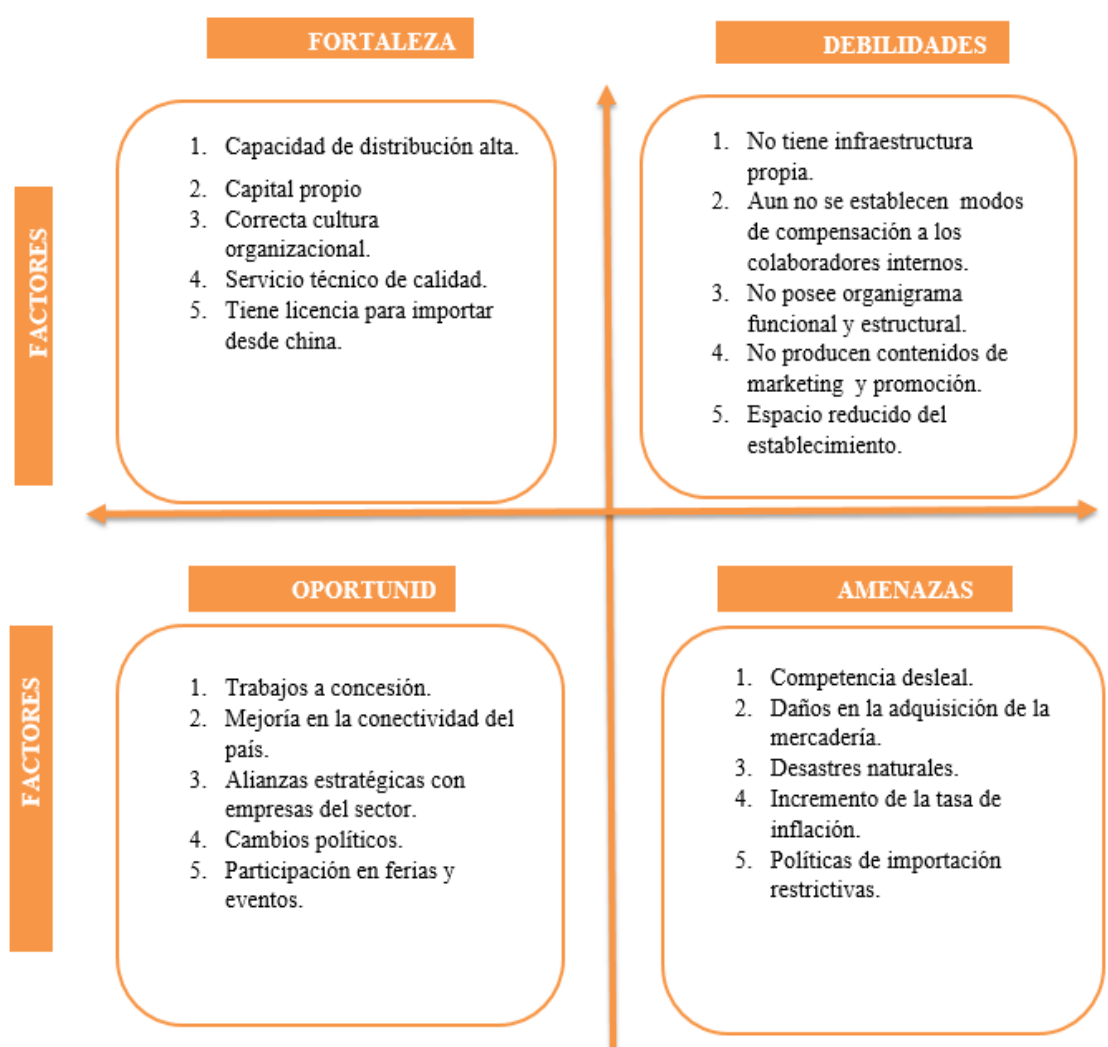 FORTALEZA
DEBILIDADES
FACTORES
1. Capacidad de distribución alta.
2. Capital propio
3. Correcta cultura
organizacional.
4. Servicio técnico de calidad.
5. Tiene licencia para importar
desde china.
1. No tiene infraestructura
propia.
2. Aun no se establecen modos
de compensación a los
colaboradores internos.
3. No posee organigrama
funcional y estructural.
4. No producen contenidos de
marketing y promoción.
5. Espacio reducido del
establecimiento.
OPORTUNID
AMENAZAS
FACTORES
1. Trabajos a concesión.
2. Mejoría en la conectividad del
país.
3. Alianzas estratégicas con
empresas del sector.
4. Cambios políticos.
5. Participación en ferias y
eventos.
1. Competencia desleal.
2. Daños en la adquisición de la
mercadería.
3. Desastres naturales.
4. Incremento de la tasa de
inflación.
5. Políticas de importación
restrictivas.